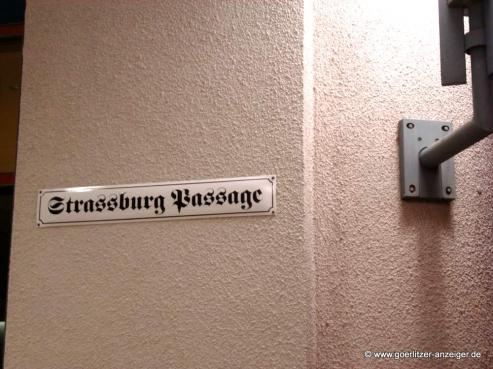 Strassburg Passage
© www.goerlitzer-anzeiger.de